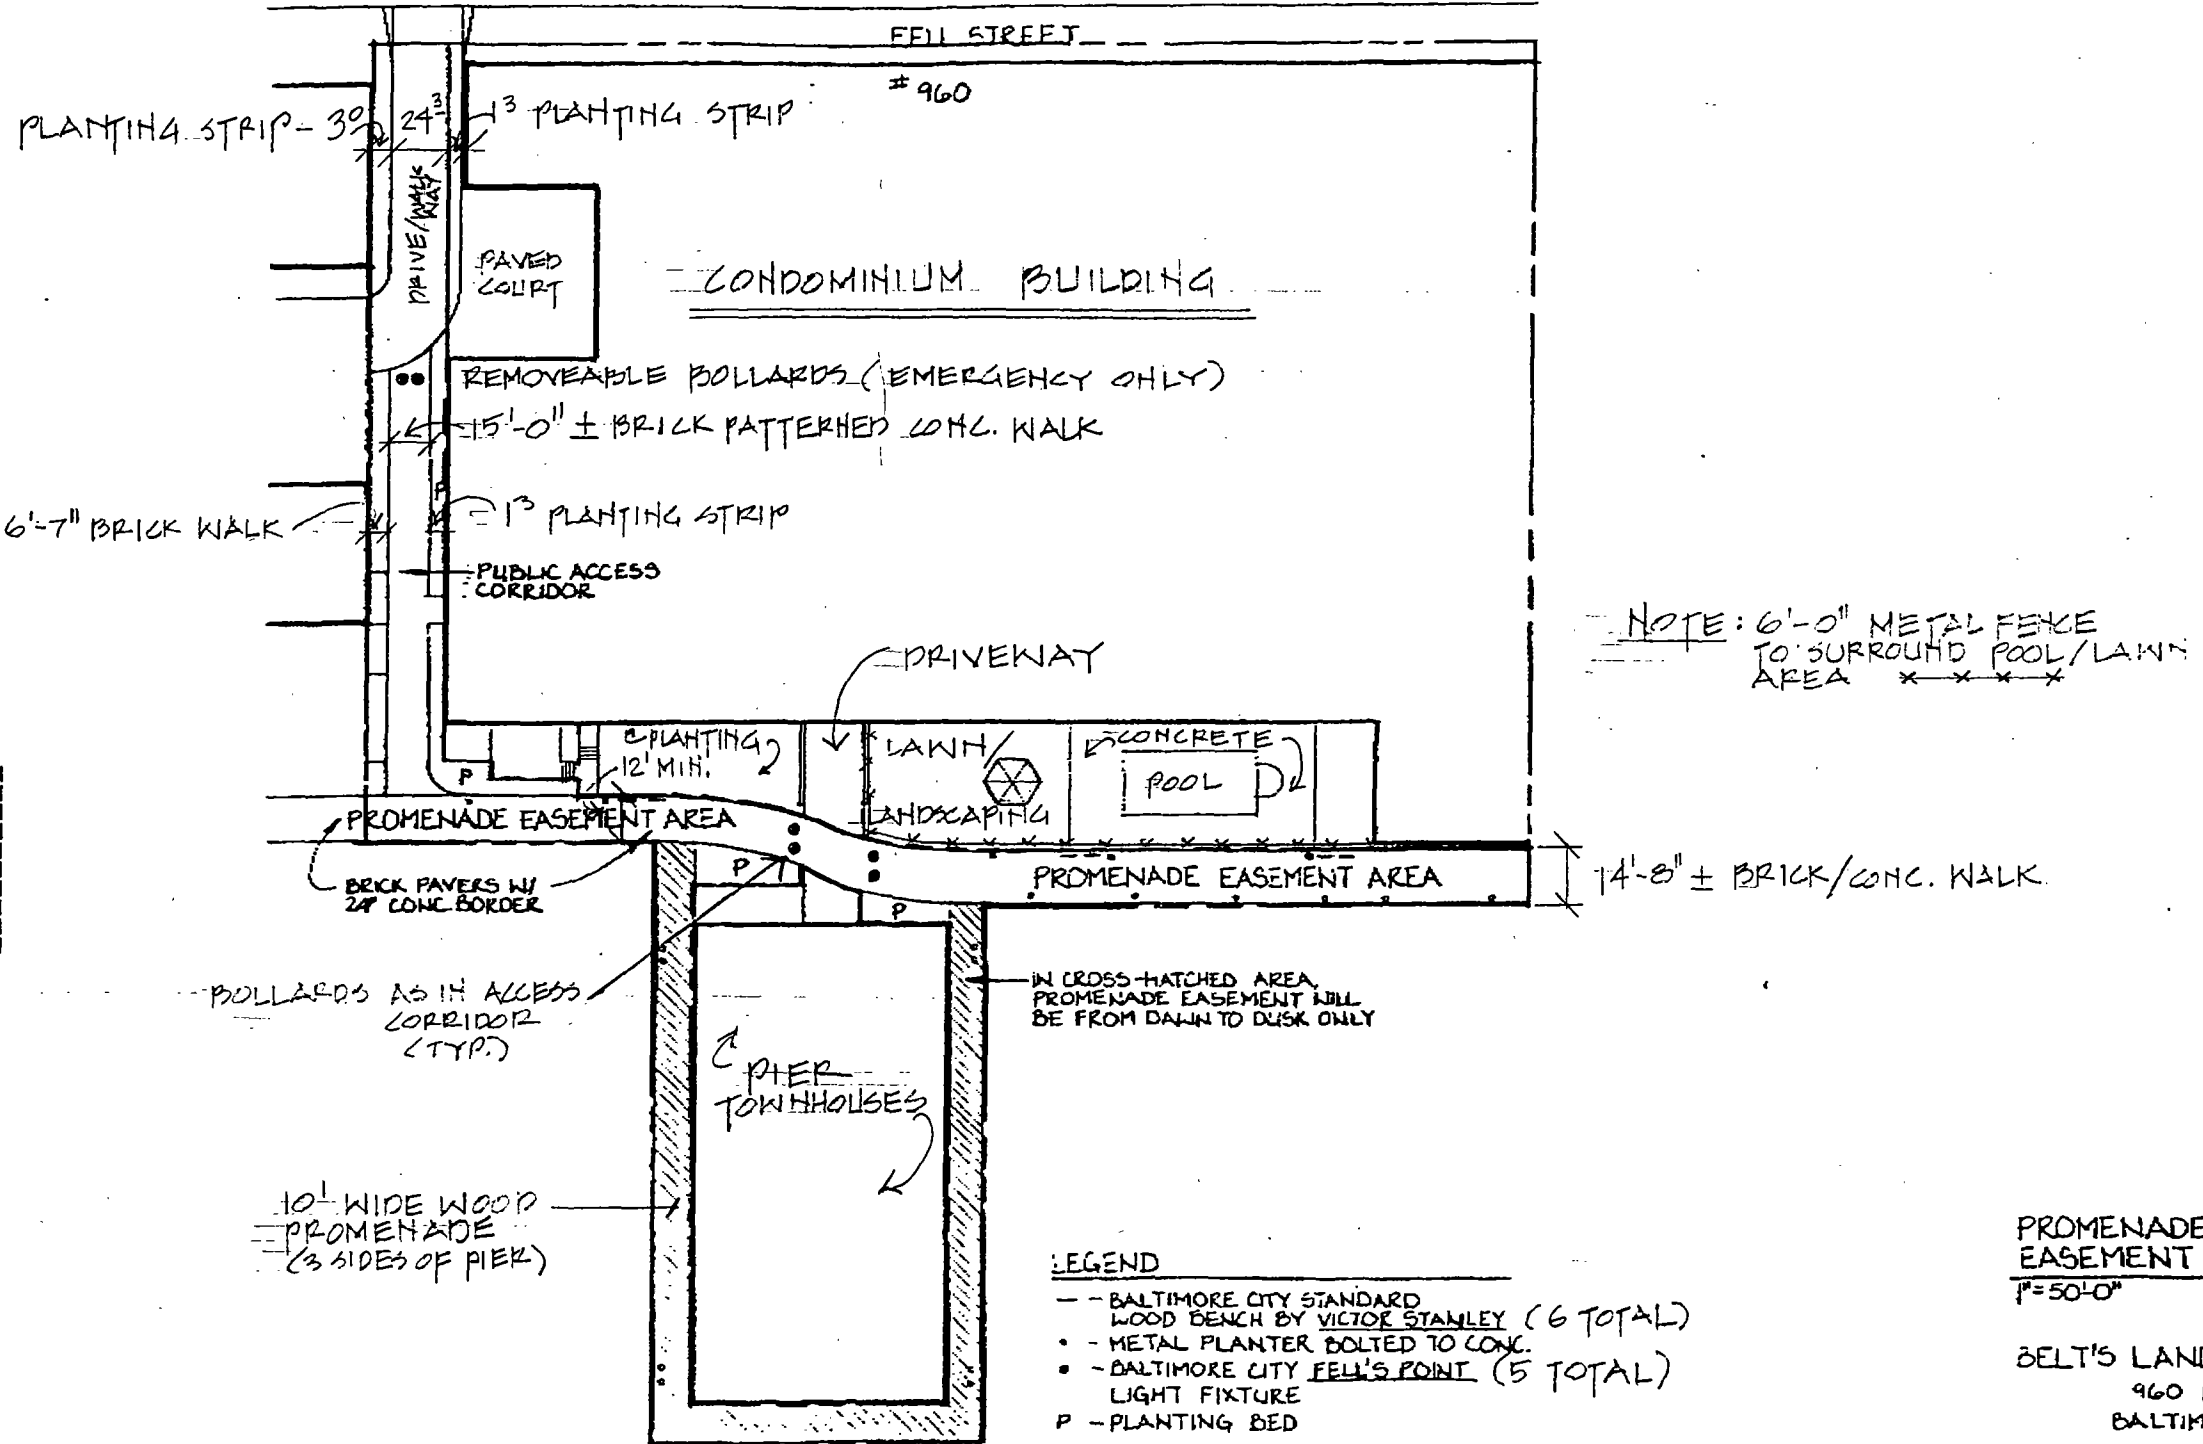 FELL STREET
# 960
PLANTING STRIP - 3⁰
24³
1³ PLANTING STRIP
DRIVE/WALK
WAY
PAVED
COURT
CONDOMINIUM BUILDING
REMOVEABLE BOLLARDS (EMERGENCY ONLY)
15'-0" ± BRICK PATTERNED CONC. WALK
P
6'-7" BRICK WALK
1³ PLANTING STRIP
PUBLIC ACCESS
CORRIDOR
NOTE: 6'-0" METAL FENCE
TO SURROUND POOL/LAWN
AREA x—x—x—x
DRIVEWAY
PLANTING
12' MIN.
LAWN/
LANDSCAPING
CONCRETE
POOL
P
PROMENADE EASEMENT AREA
P
PROMENADE EASEMENT AREA
14'-8" ± BRICK/CONC. WALK
BRICK PAVERS W/
24" CONC. BORDER
P
BOLLARDS AS IN ACCESS
CORRIDOR
(TYP.)
IN CROSS-HATCHED AREA,
PROMENADE EASEMENT WILL
BE FROM DAWN TO DUSK ONLY
PIER
TOWNHOUSES
10' WIDE WOOD
PROMENADE
(3 SIDES OF PIER)
LEGEND
— - BALTIMORE CITY STANDARD
WOOD BENCH BY VICTOR STANLEY (6 TOTAL)
• - METAL PLANTER BOLTED TO CONC.
• - BALTIMORE CITY FELL'S POINT (5 TOTAL)
LIGHT FIXTURE
P - PLANTING BED
PROMENADE
EASEMENT
1"=50'-0"
BELT'S LAND
960
BALTIM